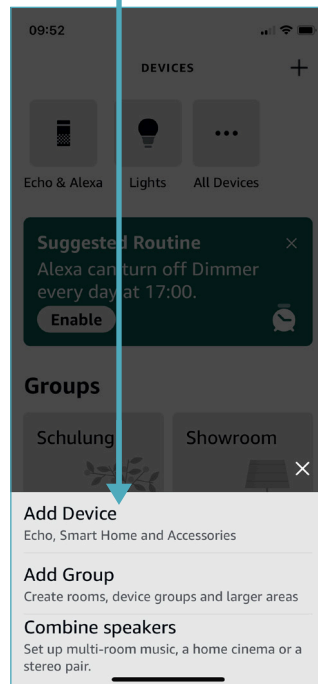 09:52
DEVICES
Echo & Alexa Lights All Devices
Suggested Routine
Alexa can turn off Dimmer
every day at 17:00.
Enable
Groups
Schulung Showroom
Add Device
Echo, Smart Home and Accessories
Add Group
Create rooms, device groups and larger areas
Combine speakers
Set up multi-room music, a home cinema or a
stereo pair.